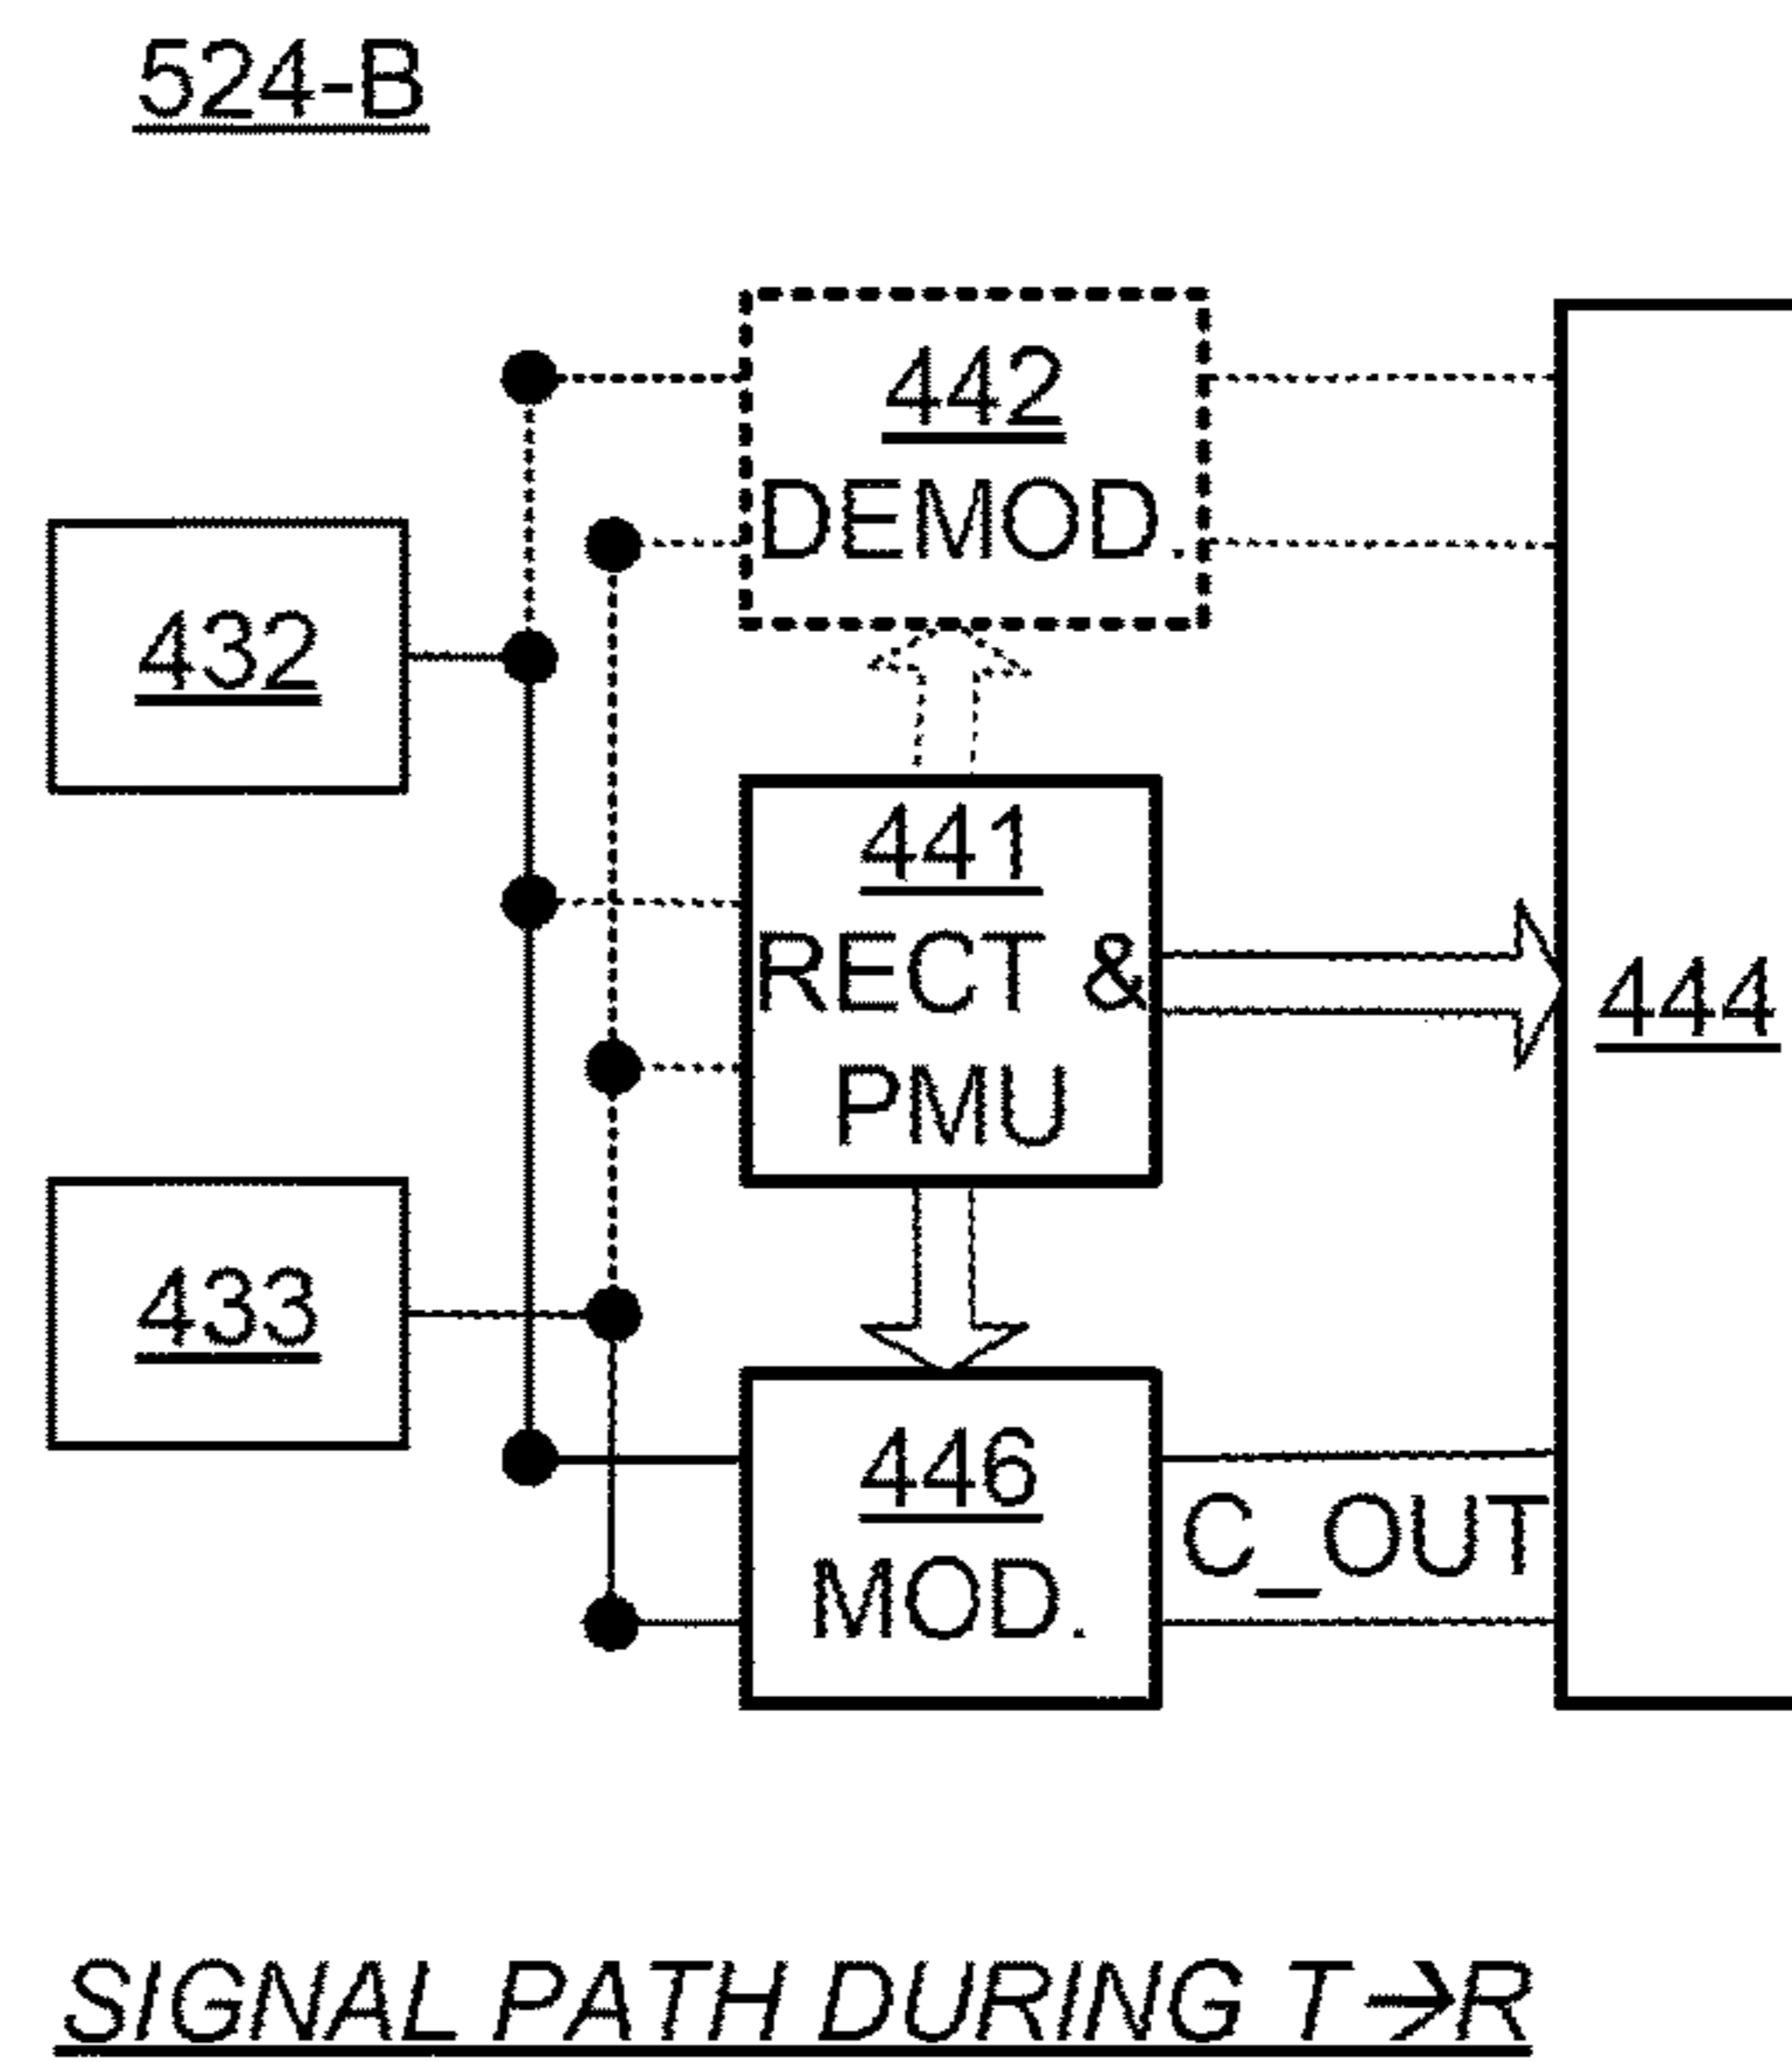 524-B
442
DEMOD.
432
441
RECT &
PMU
444
433
446
MOD.
C_OUT
SIGNAL PATH DURING T→R